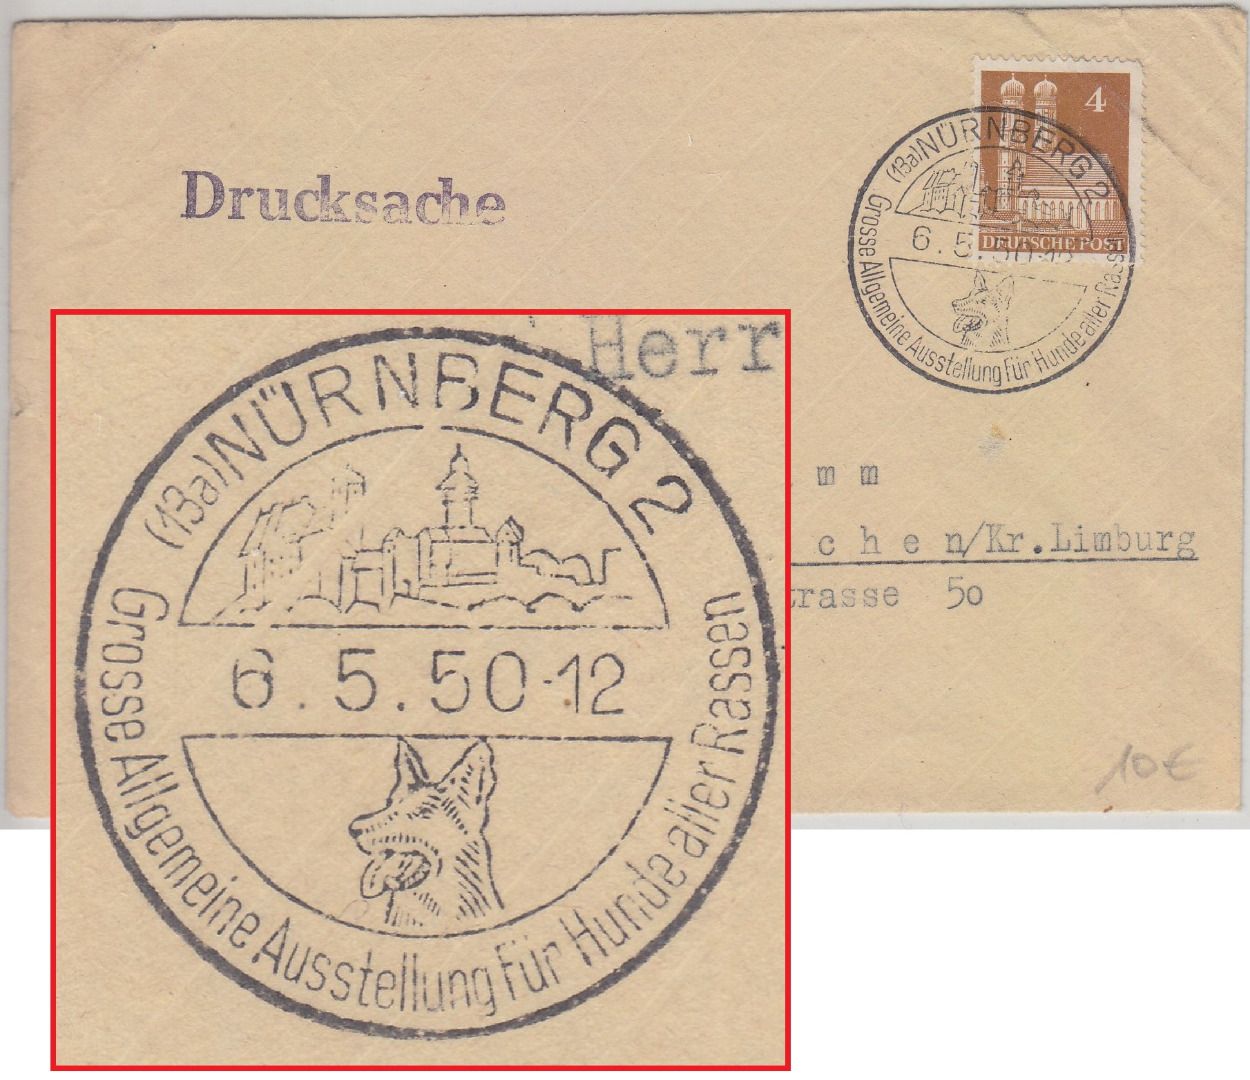 4
DEUTSCHE POST
(13a) NÜRNBERG 2
6.5.50-12
Grosse Allgemeine Ausstellung für Hunde aller Rassen
Drucksache
Herr
mm
chen/Kr.Limburg
trasse 50
10€
(13a) NÜRNBERG 2
6.5.50-12
Grosse Allgemeine Ausstellung für Hunde aller Rassen